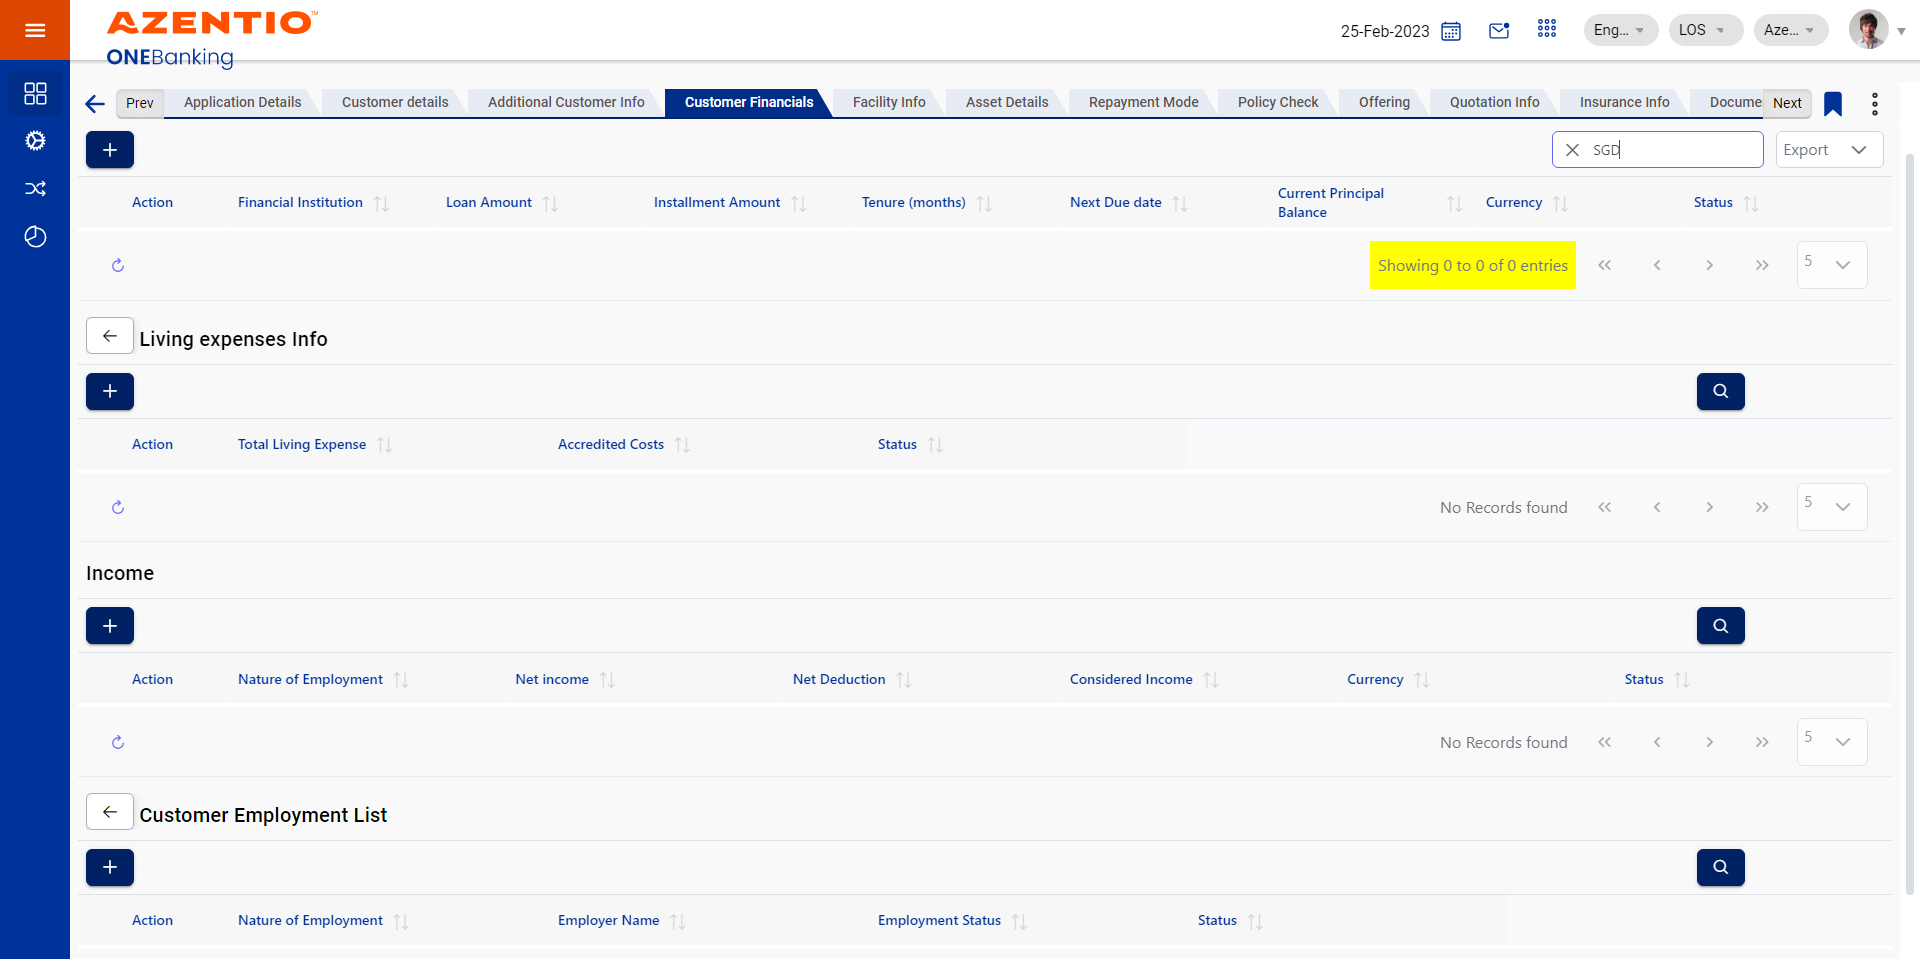 AZENTIO™
ONEBanking
25-Feb-2023
Eng...
LOS
Aze...
Prev
Application Details
Customer details
Additional Customer Info
Customer Financials
Facility Info
Asset Details
Repayment Mode
Policy Check
Offering
Quotation Info
Insurance Info
Docume
Next
SGD
Export
Action
Financial Institution
Loan Amount
Installment Amount
Tenure (months)
Next Due date
Current Principal
Balance
Currency
Status
Showing 0 to 0 of 0 entries
5
Living expenses Info
Action
Total Living Expense
Accredited Costs
Status
No Records found
5
Income
Action
Nature of Employment
Net income
Net Deduction
Considered Income
Currency
Status
No Records found
5
Customer Employment List
Action
Nature of Employment
Employer Name
Employment Status
Status